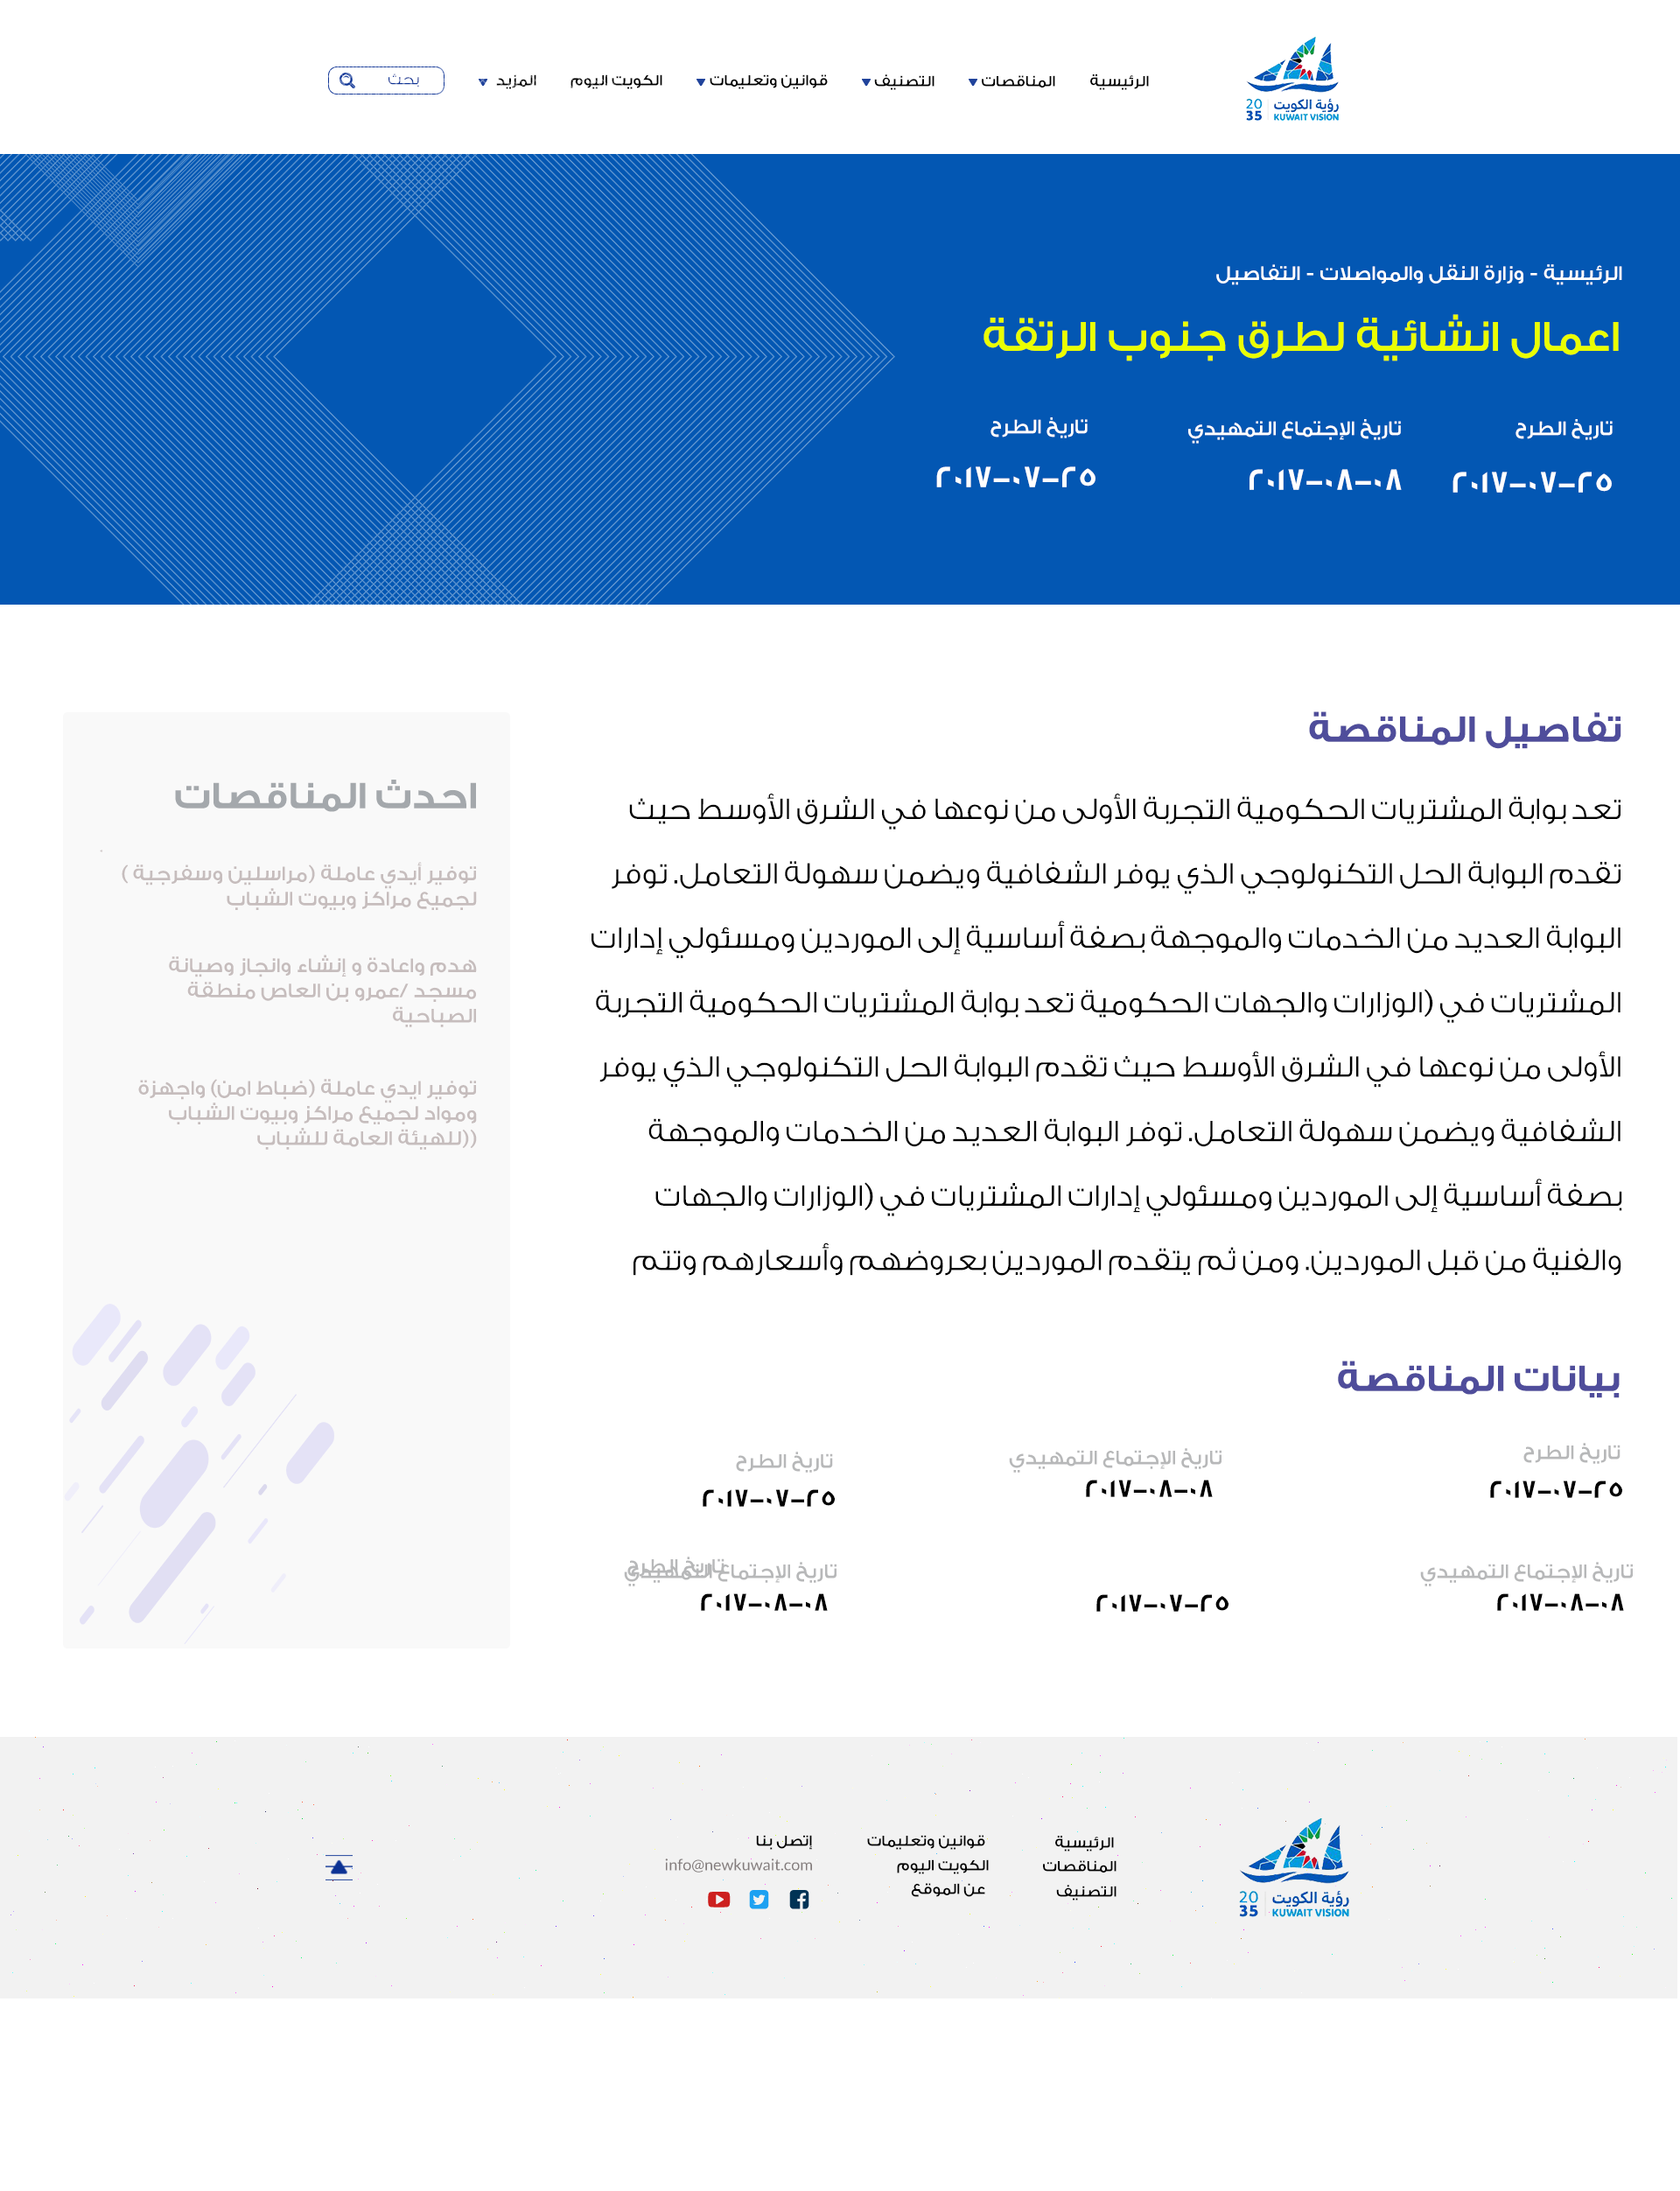 رؤية الكويت
20
35
KUWAIT VISION
الرئيسية
المناقصات
التصنيف
قوانين وتعليمات
الكويت اليوم
المزيد
بحث
الرئيسية - وزارة النقل والمواصلات - التفاصيل
اعمال انشائية لطرق جنوب الرتقة
تاريخ الطرح
تاريخ الإجتماع التمهيدي
تاريخ الطرح
٢٠١٧-٠٧-٢٥
٢٠١٧-٠٨-٠٨
٢٠١٧-٠٧-٢٥
تفاصيل المناقصة
تعد بوابة المشتريات الحكومية التجربة الأولى من نوعها في الشرق الأوسط حيث
تقدم البوابة الحل التكنولوجي الذي يوفر الشفافية ويضمن سهولة التعامل. توفر
البوابة العديد من الخدمات والموجهة بصفة أساسية إلى الموردين ومسئولي إدارات
المشتريات في (الوزارات والجهات الحكومية تعد بوابة المشتريات الحكومية التجربة
الأولى من نوعها في الشرق الأوسط حيث تقدم البوابة الحل التكنولوجي الذي يوفر
الشفافية ويضمن سهولة التعامل. توفر البوابة العديد من الخدمات والموجهة
بصفة أساسية إلى الموردين ومسئولي إدارات المشتريات في (الوزارات والجهات
والفنية من قبل الموردين. ومن ثم يتقدم الموردين بعروضهم وأسعارهم وتتم
بيانات المناقصة
تاريخ الطرح
تاريخ الإجتماع التمهيدي
تاريخ الطرح
٢٠١٧-٠٧-٢٥
٢٠١٧-٠٨-٠٨
٢٠١٧-٠٧-٢٥
تاريخ الإجتماع التمهيدي
تاريخ الإجتماع التمهيدي
تاريخ الطرح
٢٠١٧-٠٨-٠٨
٢٠١٧-٠٧-٢٥
٢٠١٧-٠٨-٠٨
احدث المناقصات
توفير أيدي عاملة (مراسلين وسفرجية )
لجميع مراكز وبيوت الشباب
هدم واعادة و إنشاء وانجاز وصيانة
مسجد /عمرو بن العاص منطقة
الصباحية
توفير ايدي عاملة (ضباط امن) واجهزة
ومواد لجميع مراكز وبيوت الشباب
((للهيئة العامة للشباب
رؤية الكويت
20
35
KUWAIT VISION
الرئيسية
المناقصات
التصنيف
قوانين وتعليمات
الكويت اليوم
عن الموقع
إتصل بنا
info@newkuwait.com